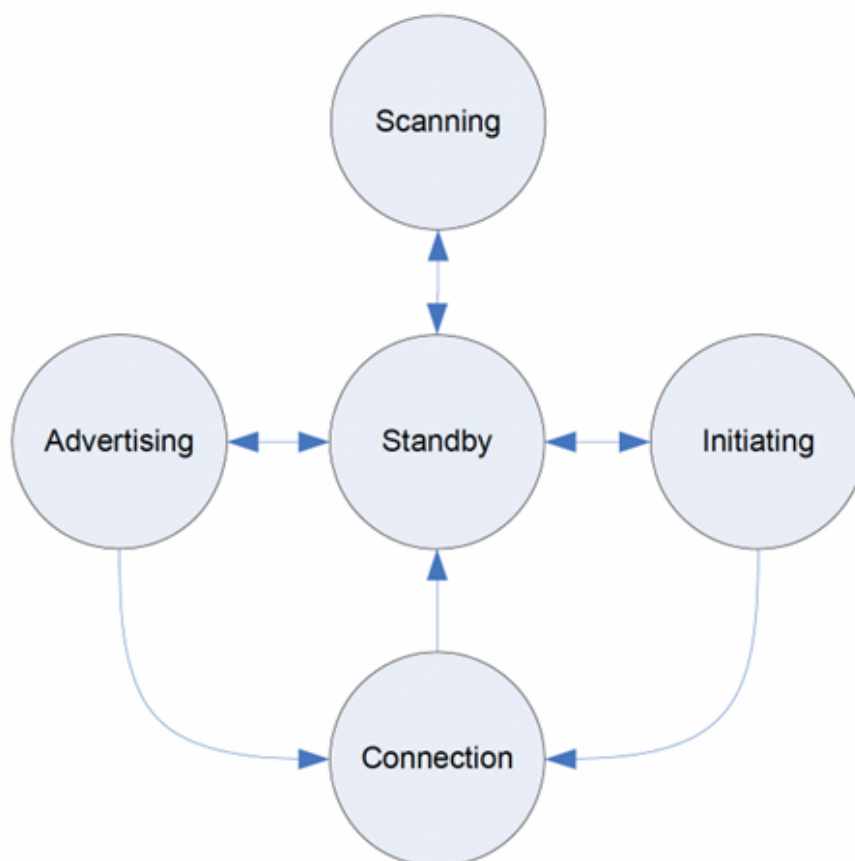 Scanning
Advertising
Standby
Initiating
Connection